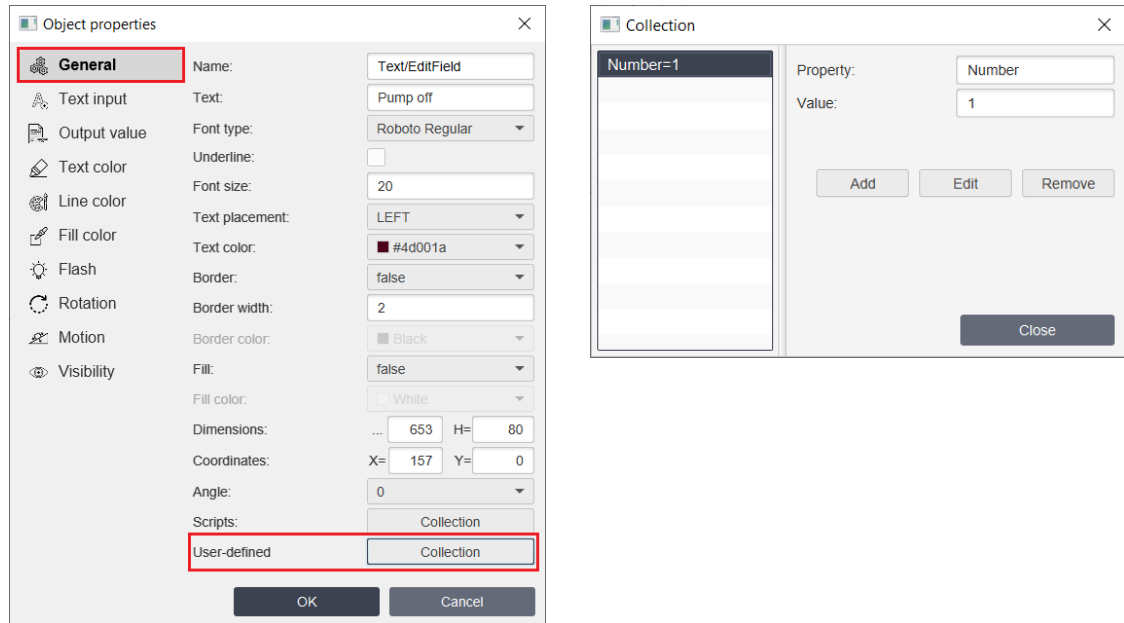 Object properties
General
Text input
Output value
Text color
Line color
Fill color
Flash
Rotation
Motion
Visibility
Name: Text/EditField
Text: Pump off
Font type: Roboto Regular
Underline:
Font size: 20
Text placement: LEFT
Text color: #4d001a
Border: false
Border width: 2
Border color: Black
Fill: false
Fill color: White
Dimensions: ... 653 H= 80
Coordinates: X= 157 Y= 0
Angle: 0
Scripts: Collection
User-defined Collection
OK Cancel
Collection
Number=1
Property: Number
Value: 1
Add Edit Remove
Close